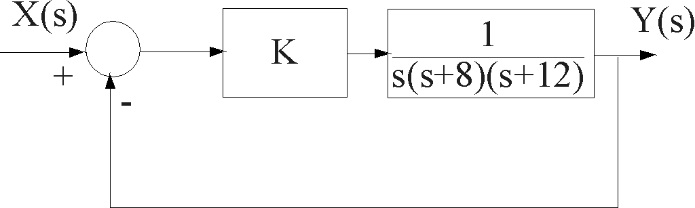 X(s)
Y(s)
K
1
s(s+8)(s+12)
+
-